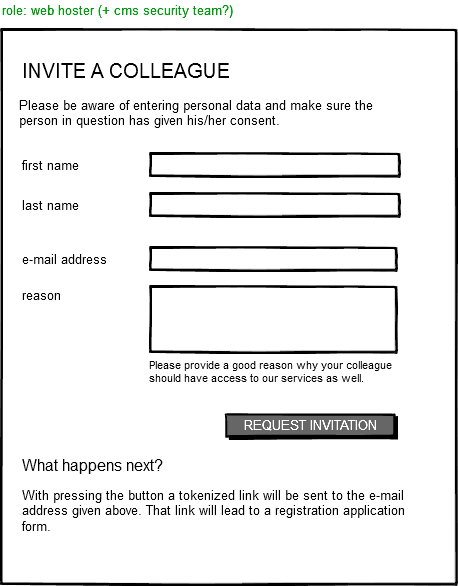 role: web hoster (+ cms security team?)
INVITE A COLLEAGUE
Please be aware of entering personal data and make sure the
person in question has given his/her consent.
first name
last name
e-mail address
reason
Please provide a good reason why your colleague
should have access to our services as well.
REQUEST INVITATION
What happens next?
With pressing the button a tokenized link will be sent to the e-mail
address given above. That link will lead to a registration application
form.